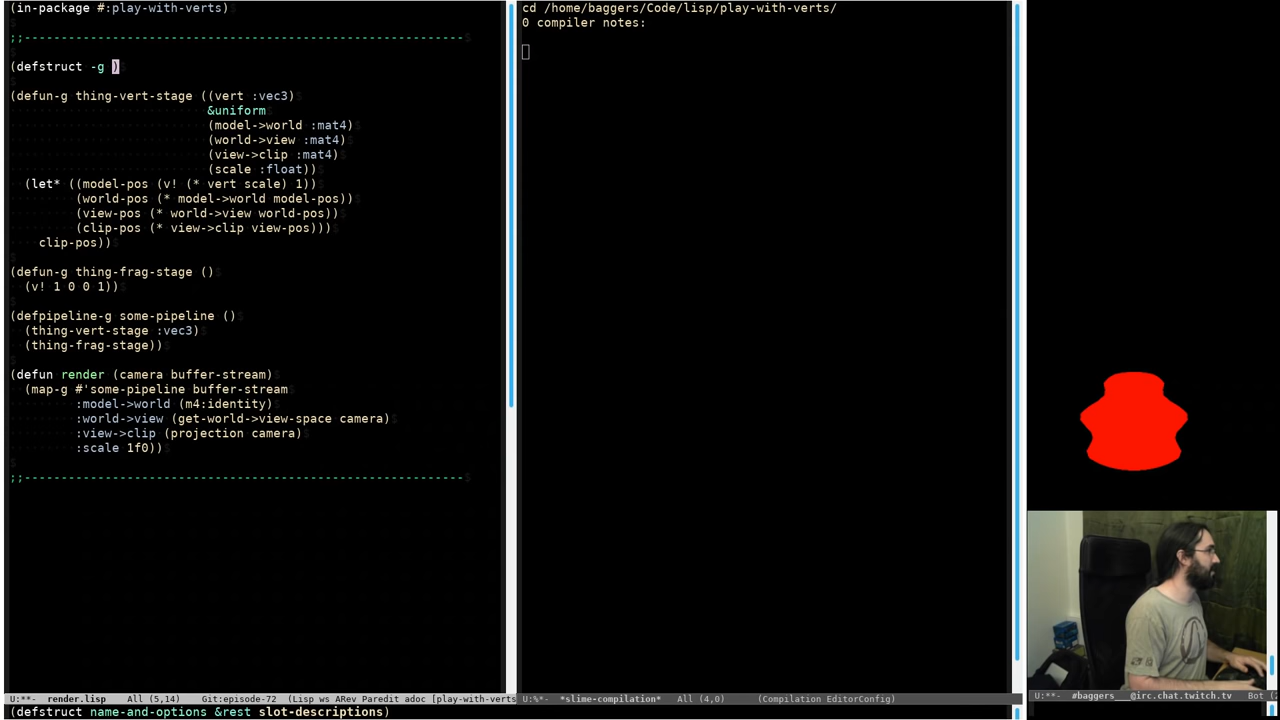 (in-package #:play-with-verts)
;;------------------------------------------------------------
(defstruct -g )
(defun-g thing-vert-stage ((vert :vec3)
&uniform
(model->world :mat4)
(world->view :mat4)
(view->clip :mat4)
(scale :float))
(let* ((model-pos (v! (* vert scale) 1))
(world-pos (* model->world model-pos))
(view-pos (* world->view world-pos))
(clip-pos (* view->clip view-pos)))
clip-pos))
(defun-g thing-frag-stage ()
(v! 1 0 0 1))
(defpipeline-g some-pipeline ()
(thing-vert-stage :vec3)
(thing-frag-stage))
(defun render (camera buffer-stream)
(map-g #'some-pipeline buffer-stream
:model->world (m4:identity)
:world->view (get-world->view-space camera)
:view->clip (projection camera)
:scale 1f0))
;;------------------------------------------------------------
U:**- render.lisp All (5,14) Git:episode-72 (Lisp ws ARev Paredit adoc [play-with-verts
(defstruct name-and-options &rest slot-descriptions)
cd /home/baggers/Code/lisp/play-with-verts/
0 compiler notes:
U:%*- *slime-compilation* All (4,0) (Compilation EditorConfig)
U:**- #baggers___@irc.chat.twitch.tv Bot (2